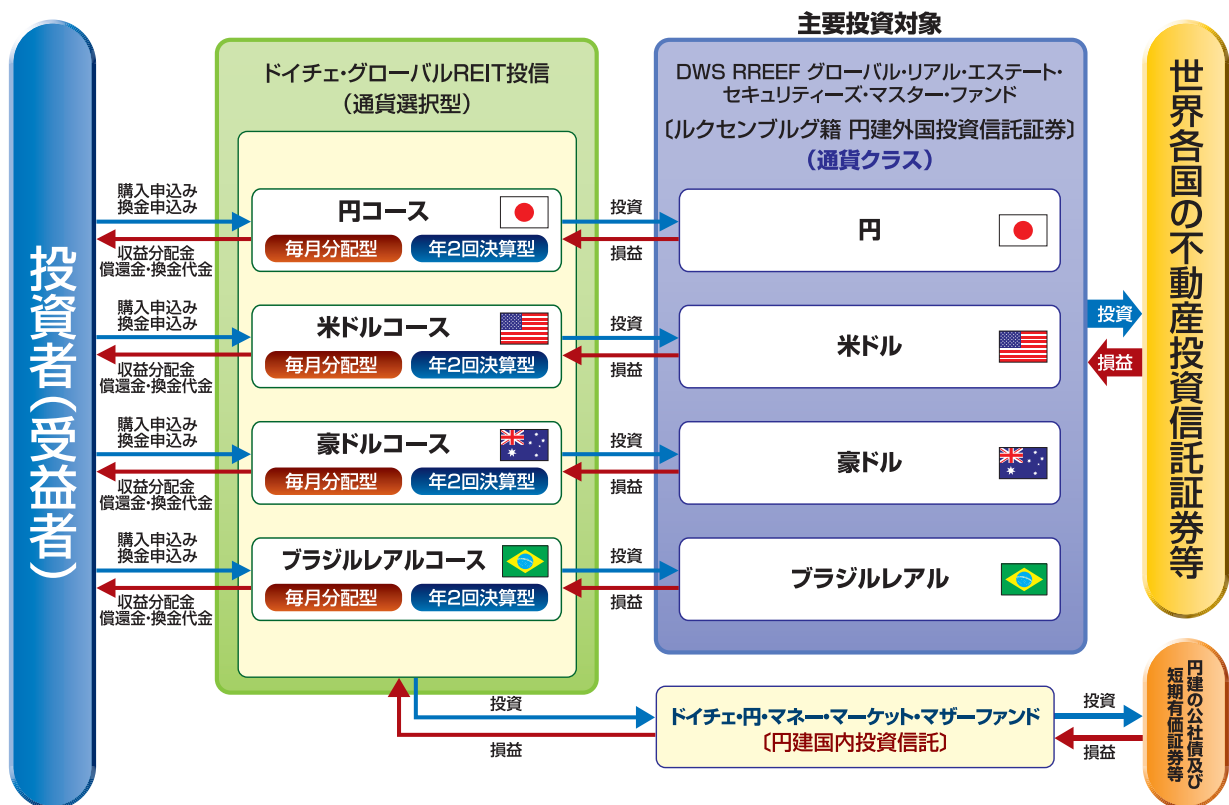 投資者(受益者)
ドイチェ・グローバルREIT投信
(通貨選択型)
主要投資対象
DWS RREEF グローバル・リアル・エステート・
セキュリティーズ・マスター・ファンド
〔ルクセンブルグ籍 円建外国投資信託証券〕
(通貨クラス)
購入申込み
換金申込み
収益分配金
償還金・換金代金
円コース
毎月分配型 年2回決算型
投資
損益
円
購入申込み
換金申込み
収益分配金
償還金・換金代金
米ドルコース
毎月分配型 年2回決算型
投資
損益
米ドル
購入申込み
換金申込み
収益分配金
償還金・換金代金
豪ドルコース
毎月分配型 年2回決算型
投資
損益
豪ドル
購入申込み
換金申込み
収益分配金
償還金・換金代金
ブラジルレアルコース
毎月分配型 年2回決算型
投資
損益
ブラジルレアル
投資
損益
世界各国の不動産投資信託証券等
投資
損益
ドイチェ・円・マネー・マーケット・マザーファンド
〔円建国内投資信託〕
投資
損益
円建の公社債及び
短期有価証券等